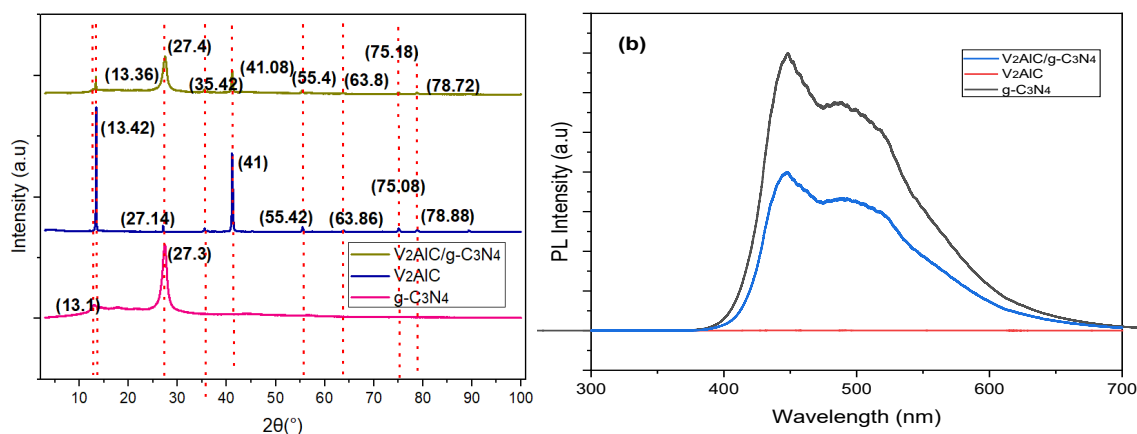 (75.18)
(27.4)
(41.08)
(13.36)
(35.42)
(55.4)
(63.8)
(78.72)
(13.42)
(41)
(75.08)
(27.14)
(55.42)
(63.86)
(78.88)
(27.3)
(13.1)
V2AlC/g-C3N4
V2AlC
g-C3N4
Intensity (a.u)
10 20 30 40 50 60 70 80 90 100
2θ(°)
(b)
V2AlC/g-C3N4
V2AlC
g-C3N4
PL Intensity (a.u)
300 400 500 600 700
Wavelength (nm)